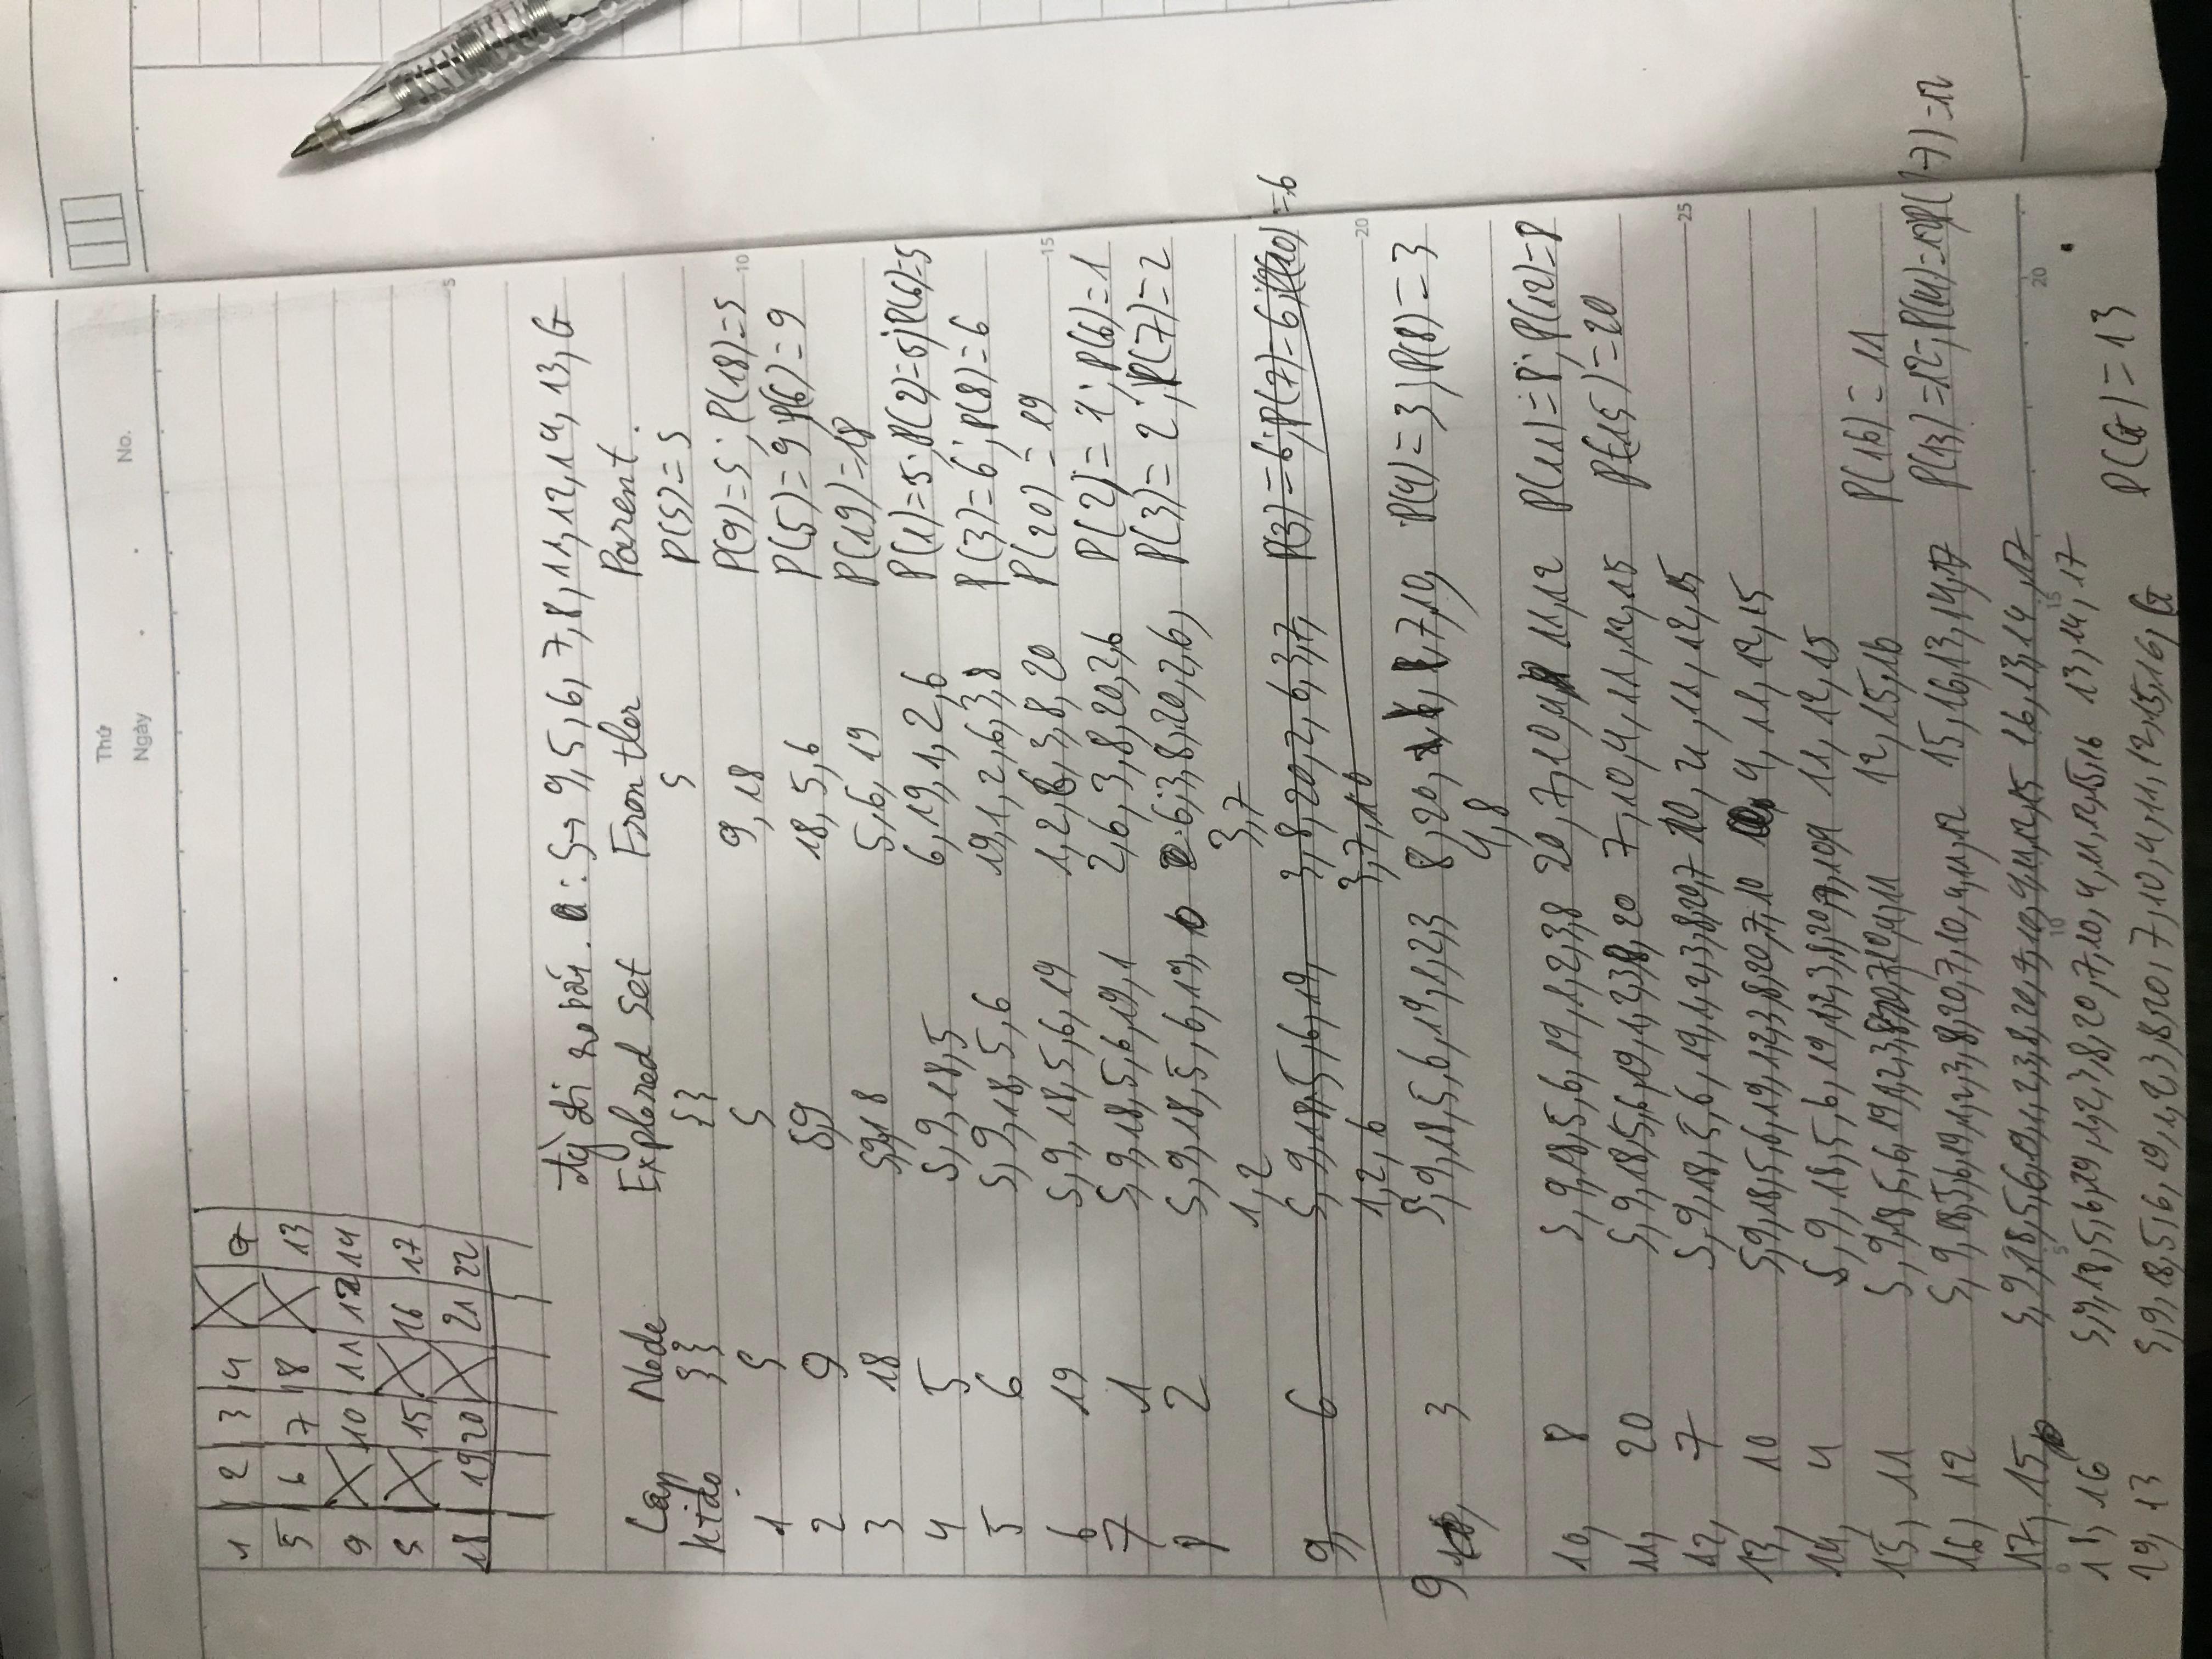 Thứ
Ngày
No.
1 2 3 4 X G
5 6 7 8 X 13
9 X 10 11 12 14
S X 15 X 16 17
18 19 20 X 21 22
5
đi : S→ 9, 5, 6, 7, 8, 11, 12, 14, 13, G
Lặp Node Explored Set Frontier Parent.
Ktạo {} {} S P(S)=S
1 S S 9, 18 P(9)=S; P(18)=S 10
2 9 S,9 18, 5, 6 P(5)=9; P(6)=9
3 18 S,9,18 5, 6, 19 P(19)=18
4 5 S, 9, 18, 5 6, 19, 1, 2, 6 P(1)=5; P(2)=5; P(6)=5
5 6 S, 9, 18, 5, 6 19, 1, 2, 6, 3, 8 P(3)=6; P(8)=6
6 19 S, 9, 18, 5, 6, 19 1, 2, 6, 3, 8, 20 P(20)=19 15
7 1 S, 9, 18, 5, 6, 19, 1 2, 6, 3, 8, 20, 2, 6 P(2)=1; P(6)=1
8 2 S, 9, 18, 5, 6, 19, 6, 3, 8, 20, 2, 6, P(3)=2; P(7)=2
1, 2 3, 7
9, 6 S, 9, 18, 5, 6, 19, 3, 8, 20, 2, 6, 3, 7, P(3)=6; P(7)=6; P(10)=6
1, 2, 6 3, 7, 10 20
9 3 S, 9, 18, 5, 6, 19, 1, 2, 3 8, 20, 7, 10, P(4)=3; P(8)=3
4, 8
10, 8 S, 9, 18, 5, 6, 19, 1, 2, 3, 8 20, 7, 10, 4, 11, 12 P(11)=8; P(12)=8
11, 20 S, 9, 18, 5, 6, 19, 1, 2, 3, 8, 20 7, 10, 4, 11, 12, 15 P(15)=20
12, 7 S, 9, 18, 5, 6, 19, 1, 2, 3, 8, 20, 7 10, 4, 11, 12, 15 25
13, 10 S, 9, 18, 5, 6, 19, 1, 2, 3, 8, 20, 7, 10 4, 11, 12, 15
14, 4 S, 9, 18, 5, 6, 19, 1, 2, 3, 8, 20, 7, 10, 4 11, 12, 15
15, 11 S, 9, 18, 5, 6, 19, 1, 2, 3, 8, 20, 7, 10, 4, 11 12, 15, 16 P(16)=11
16, 12 S, 9, 18, 5, 6, 19, 1, 2, 3, 8, 20, 7, 10, 4, 11, 12 15, 16, 13, 14, 17 P(13)=12; P(14)=12; P(17)=12
17, 15 S, 9, 18, 5, 6, 19, 1, 2, 3, 8, 20, 7, 10, 4, 11, 12, 15 16, 13, 14, 17
0 5 10 15 20
18, 16 S, 9, 18, 5, 6, 19, 1, 2, 3, 8, 20, 7, 10, 4, 11, 12, 15, 16 13, 14, 17
19, 13 S, 9, 18, 5, 6, 19, 1, 2, 3, 8, 20, 7, 10, 4, 11, 12, 15, 16, G P(G)=13